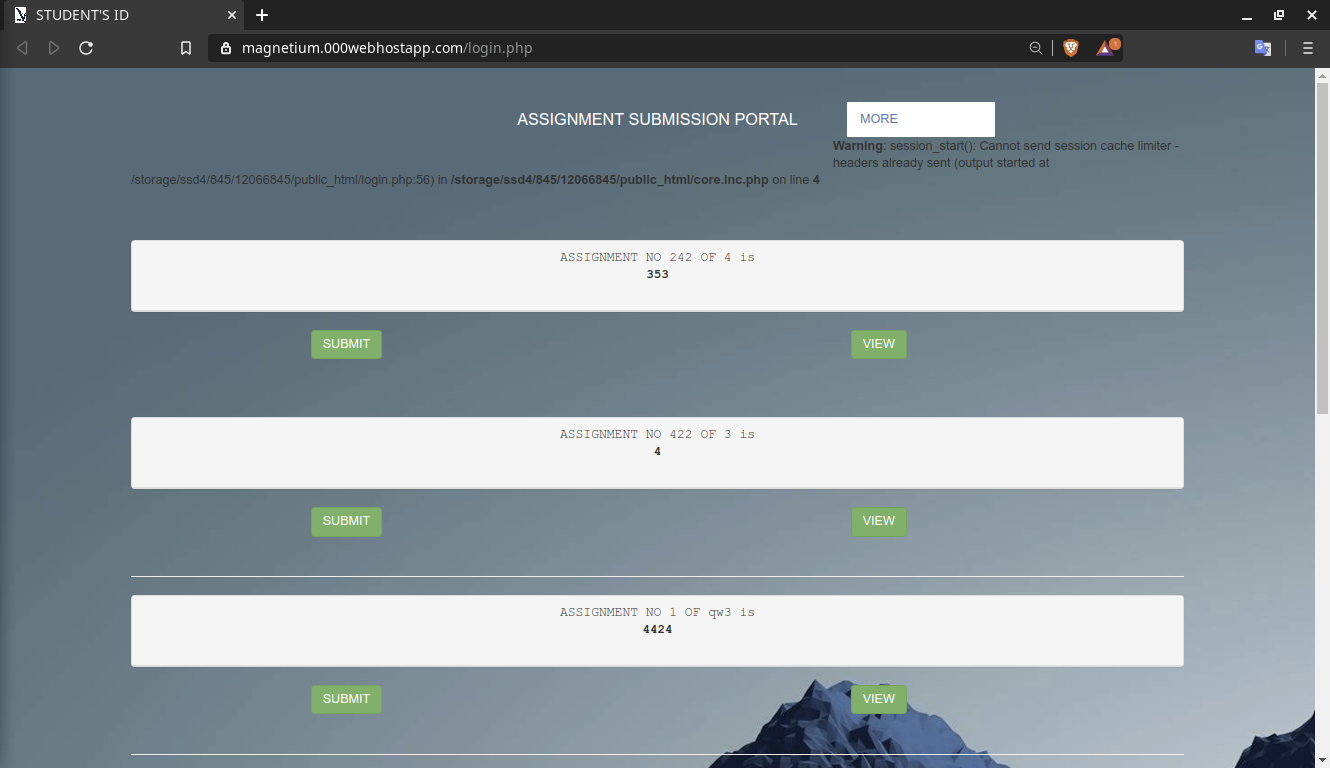 STUDENT'S ID
magnetium.000webhostapp.com/login.php
1
ASSIGNMENT SUBMISSION PORTAL
MORE
Warning: session_start(): Cannot send session cache limiter -
headers already sent (output started at
/storage/ssd4/845/12066845/public_html/login.php:56) in /storage/ssd4/845/12066845/public_html/core.inc.php on line 4
ASSIGNMENT NO 242 OF 4 is
353
SUBMIT
VIEW
ASSIGNMENT NO 422 OF 3 is
4
SUBMIT
VIEW
ASSIGNMENT NO 1 OF qw3 is
4424
SUBMIT
VIEW